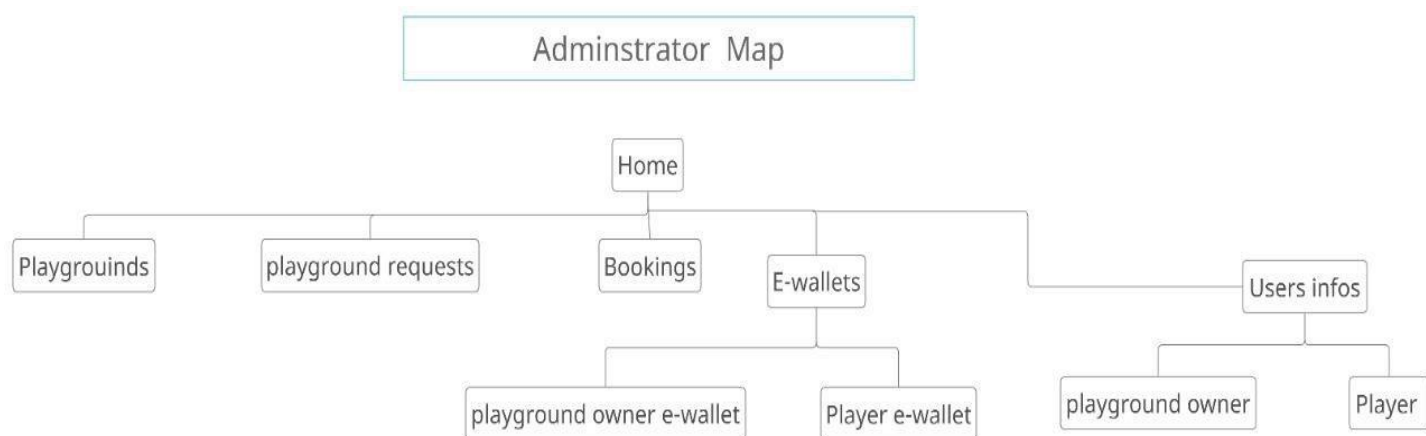 Adminstrator Map
Home
Playgrouinds
playground requests
Bookings
E-wallets
Users infos
playground owner e-wallet
Player e-wallet
playground owner
Player